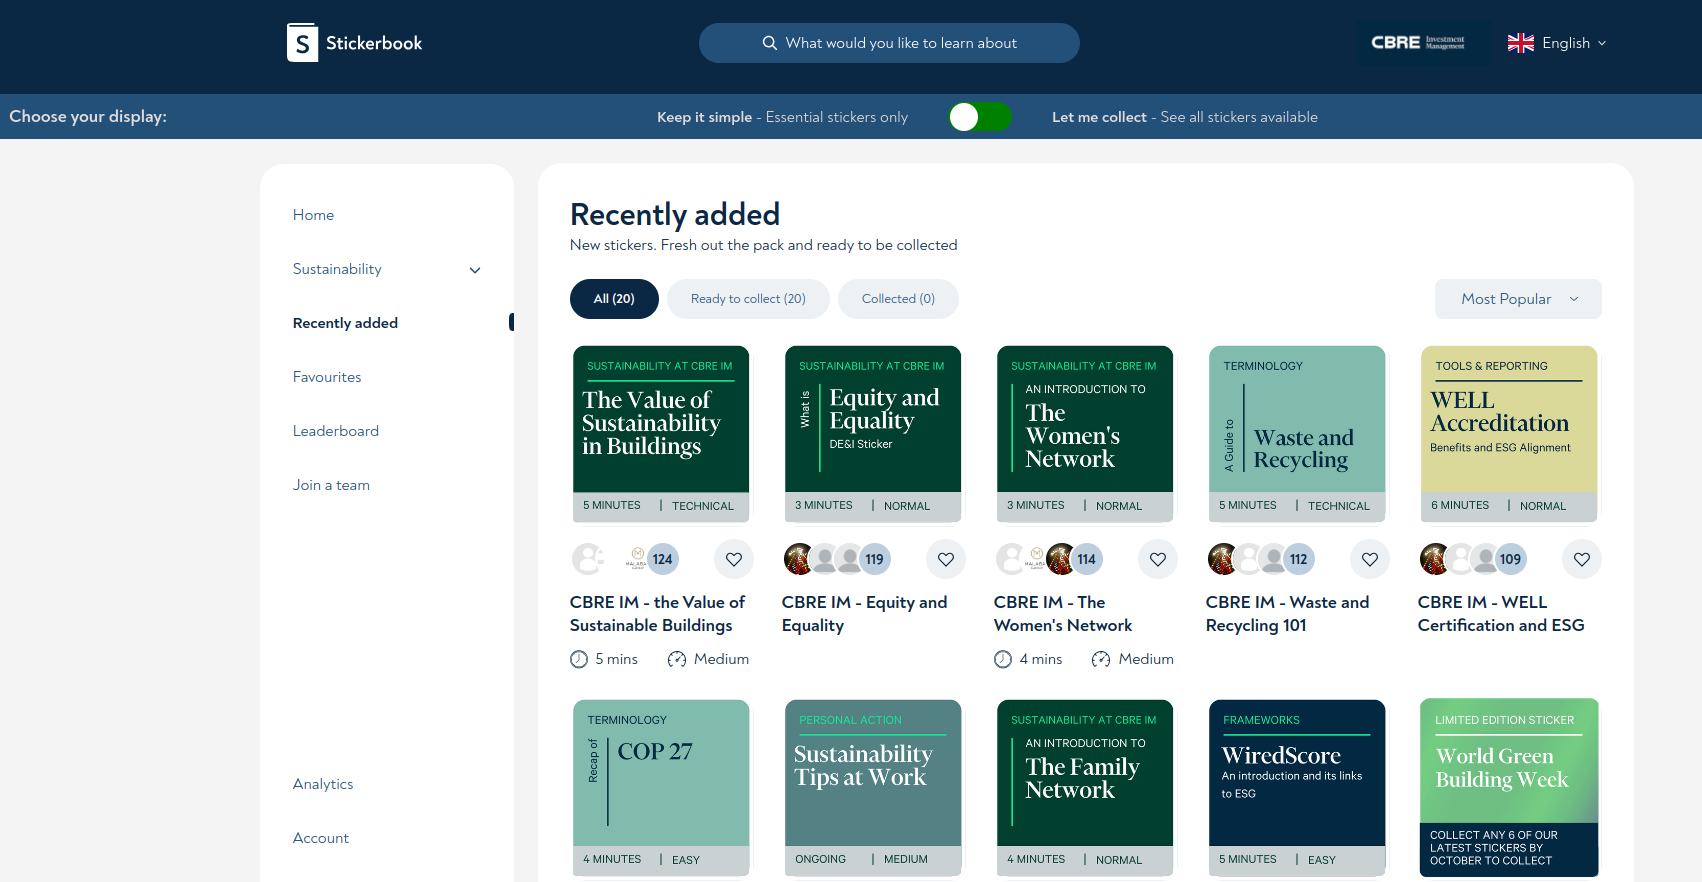 S Stickerbook
What would you like to learn about
CBRE Investment Management
English
Choose your display:
Keep it simple - Essential stickers only
Let me collect - See all stickers available
Home
Sustainability
Recently added
Favourites
Leaderboard
Join a team
Analytics
Account
Recently added
New stickers. Fresh out the pack and ready to be collected
All (20)
Ready to collect (20)
Collected (0)
Most Popular
SUSTAINABILITY AT CBRE IM
The Value of
Sustainability
in Buildings
5 MINUTES | TECHNICAL
124
CBRE IM - the Value of
Sustainable Buildings
5 mins
Medium
SUSTAINABILITY AT CBRE IM
What is
Equity and
Equality
DE&I Sticker
3 MINUTES | NORMAL
119
CBRE IM - Equity and
Equality
SUSTAINABILITY AT CBRE IM
AN INTRODUCTION TO
The
Women's
Network
3 MINUTES | NORMAL
114
CBRE IM - The
Women's Network
4 mins
Medium
TERMINOLOGY
A Guide to
Waste and
Recycling
5 MINUTES | TECHNICAL
112
CBRE IM - Waste and
Recycling 101
TOOLS & REPORTING
WELL
Accreditation
Benefits and ESG Alignment
6 MINUTES | NORMAL
109
CBRE IM - WELL
Certification and ESG
TERMINOLOGY
Recap of
COP 27
4 MINUTES | EASY
PERSONAL ACTION
Sustainability
Tips at Work
ONGOING | MEDIUM
SUSTAINABILITY AT CBRE IM
AN INTRODUCTION TO
The Family
Network
4 MINUTES | NORMAL
FRAMEWORKS
WiredScore
An introduction and its links
to ESG
5 MINUTES | EASY
LIMITED EDITION STICKER
World Green
Building Week
COLLECT ANY 6 OF OUR
LATEST STICKERS BY
OCTOBER TO COLLECT